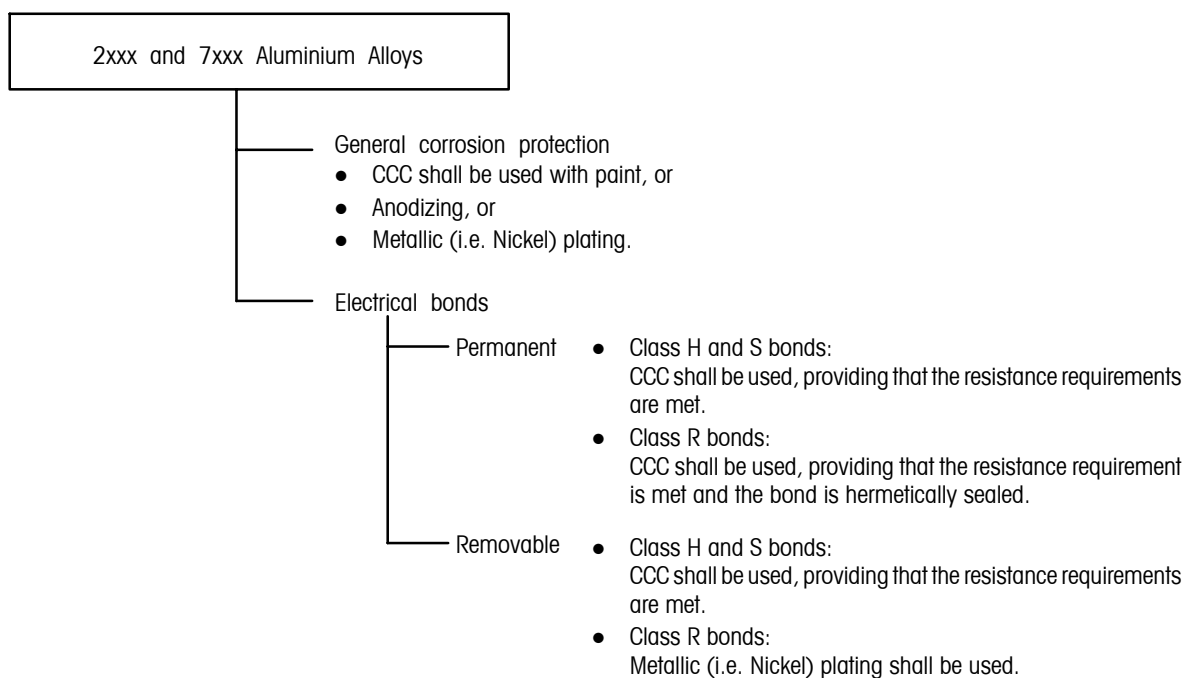 2xxx and 7xxx Aluminium Alloys
General corrosion protection
● CCC shall be used with paint, or
● Anodizing, or
● Metallic (i.e. Nickel) plating.
Electrical bonds
Permanent ● Class H and S bonds:
CCC shall be used, providing that the resistance requirements
are met.
● Class R bonds:
CCC shall be used, providing that the resistance requirement
is met and the bond is hermetically sealed.
Removable ● Class H and S bonds:
CCC shall be used, providing that the resistance requirements
are met.
● Class R bonds:
Metallic (i.e. Nickel) plating shall be used.